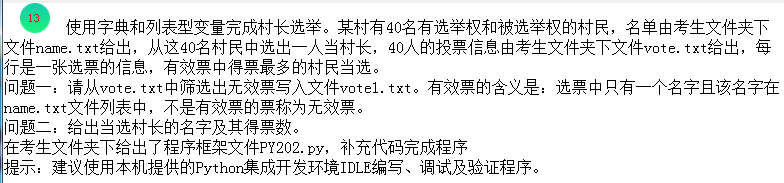 13 使用字典和列表型变量完成村长选举。某村有40名有选举权和被选举权的村民，名单由考生文件夹下
文件name.txt给出，从这40名村民中选出一人当村长，40人的投票信息由考生文件夹下文件vote.txt给出，每
行是一张选票的信息，有效票中得票最多的村民当选。
问题一：请从vote.txt中筛选出无效票写入文件vote1.txt。有效票的含义是：选票中只有一个名字且该名字在
name.txt文件列表中，不是有效票的票称为无效票。
问题二：给出当选村长的名字及其得票数。
在考生文件夹下给出了程序框架文件PY202.py，补充代码完成程序
提示：建议使用本机提供的Python集成开发环境IDLE编写、调试及验证程序。